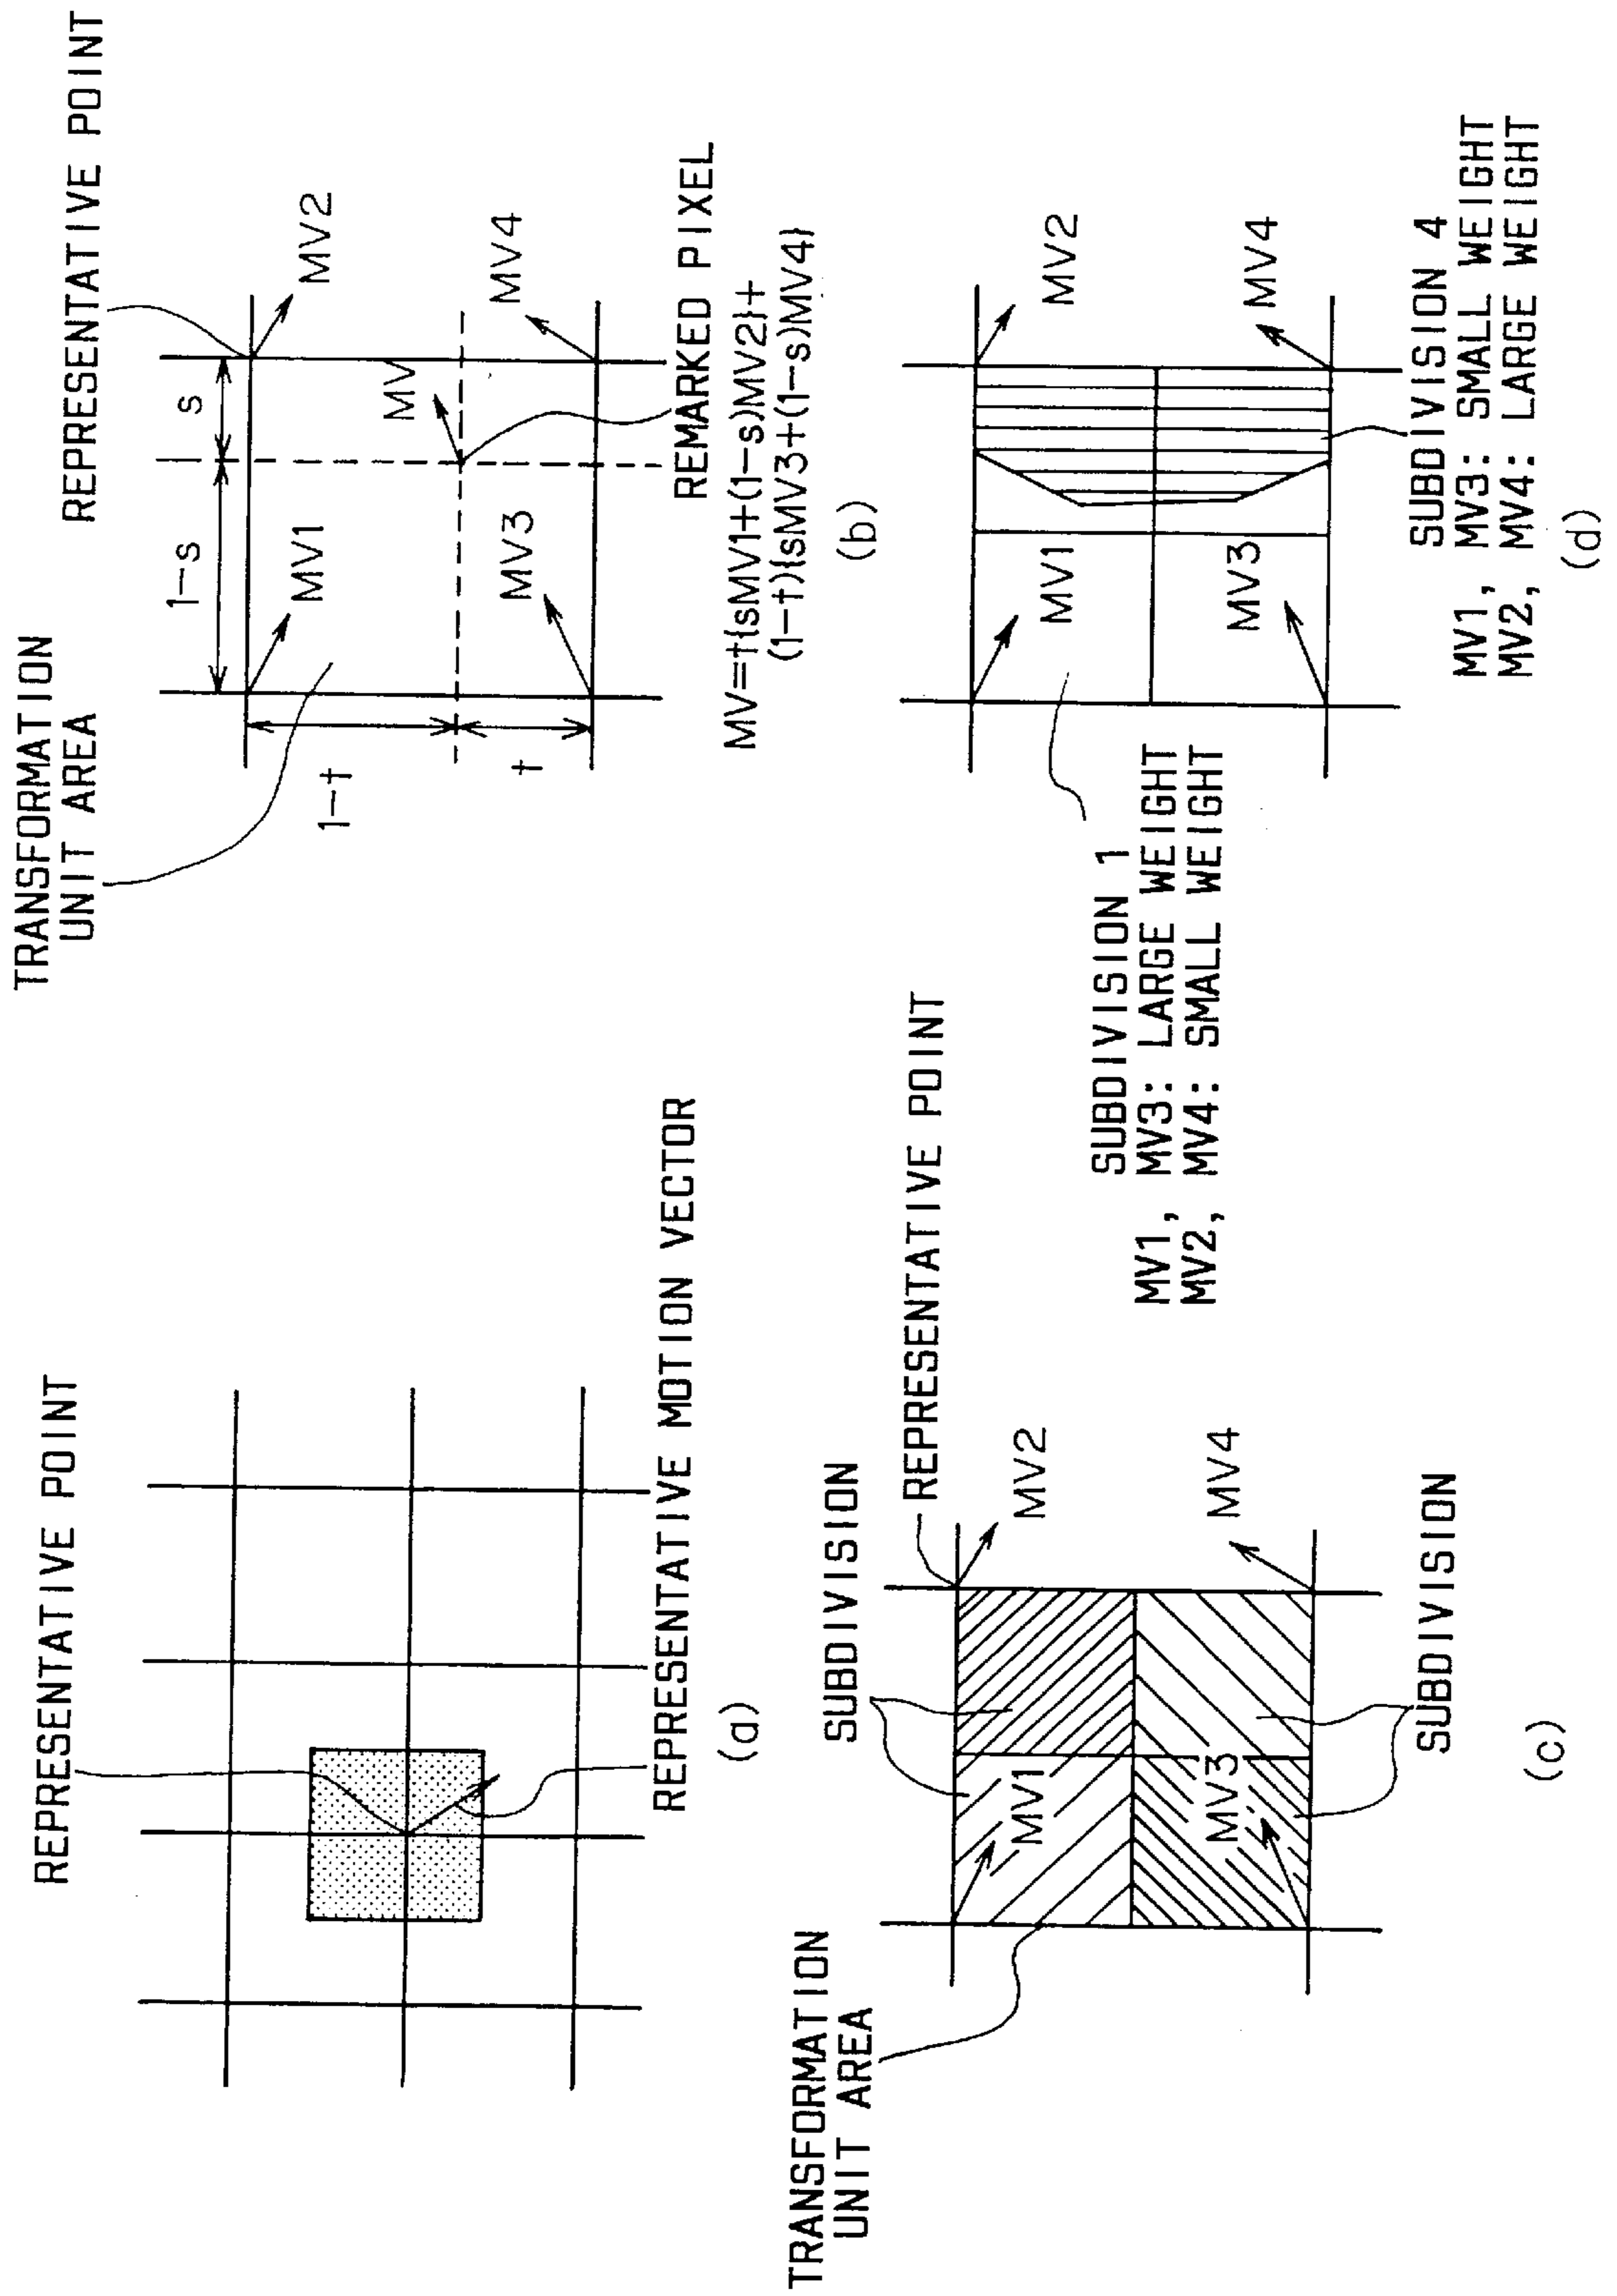 REPRESENTATIVE POINT
REPRESENTATIVE MOTION VECTOR
(a)
TRANSFORMATION
UNIT AREA
REPRESENTATIVE POINT
1-s
s
1-t
t
MV1
MV2
MV
MV3
MV4
REMARKED PIXEL
MV=t{sMV1+(1-s)MV2}+
(1-t){sMV3+(1-s)MV4}
(b)
TRANSFORMATION
UNIT AREA
SUBDIVISION
REPRESENTATIVE POINT
MV1
MV2
MV3
MV4
SUBDIVISION
(c)
MV1
MV2
MV3
MV4
SUBDIVISION 1
MV1, MV3: LARGE WEIGHT
MV2, MV4: SMALL WEIGHT
SUBDIVISION 4
MV1, MV3: SMALL WEIGHT
MV2, MV4: LARGE WEIGHT
(d)